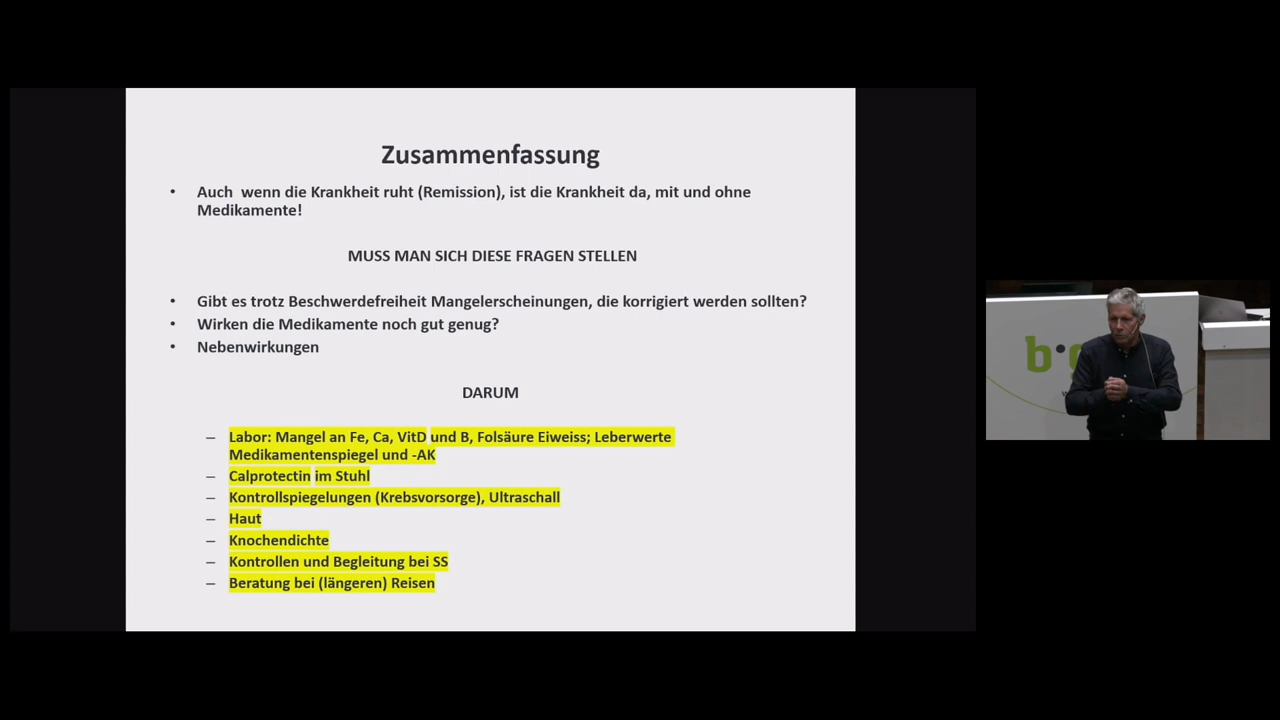 Zusammenfassung
• Auch wenn die Krankheit ruht (Remission), ist die Krankheit da, mit und ohne
Medikamente!
MUSS MAN SICH DIESE FRAGEN STELLEN
• Gibt es trotz Beschwerdefreiheit Mangelerscheinungen, die korrigiert werden sollten?
• Wirken die Medikamente noch gut genug?
• Nebenwirkungen
DARUM
– Labor: Mangel an Fe, Ca, VitD und B, Folsäure Eiweiss; Leberwerte
Medikamentenspiegel und -AK
– Calprotectin im Stuhl
– Kontrollspiegelungen (Krebsvorsorge), Ultraschall
– Haut
– Knochendichte
– Kontrollen und Begleitung bei SS
– Beratung bei (längeren) Reisen